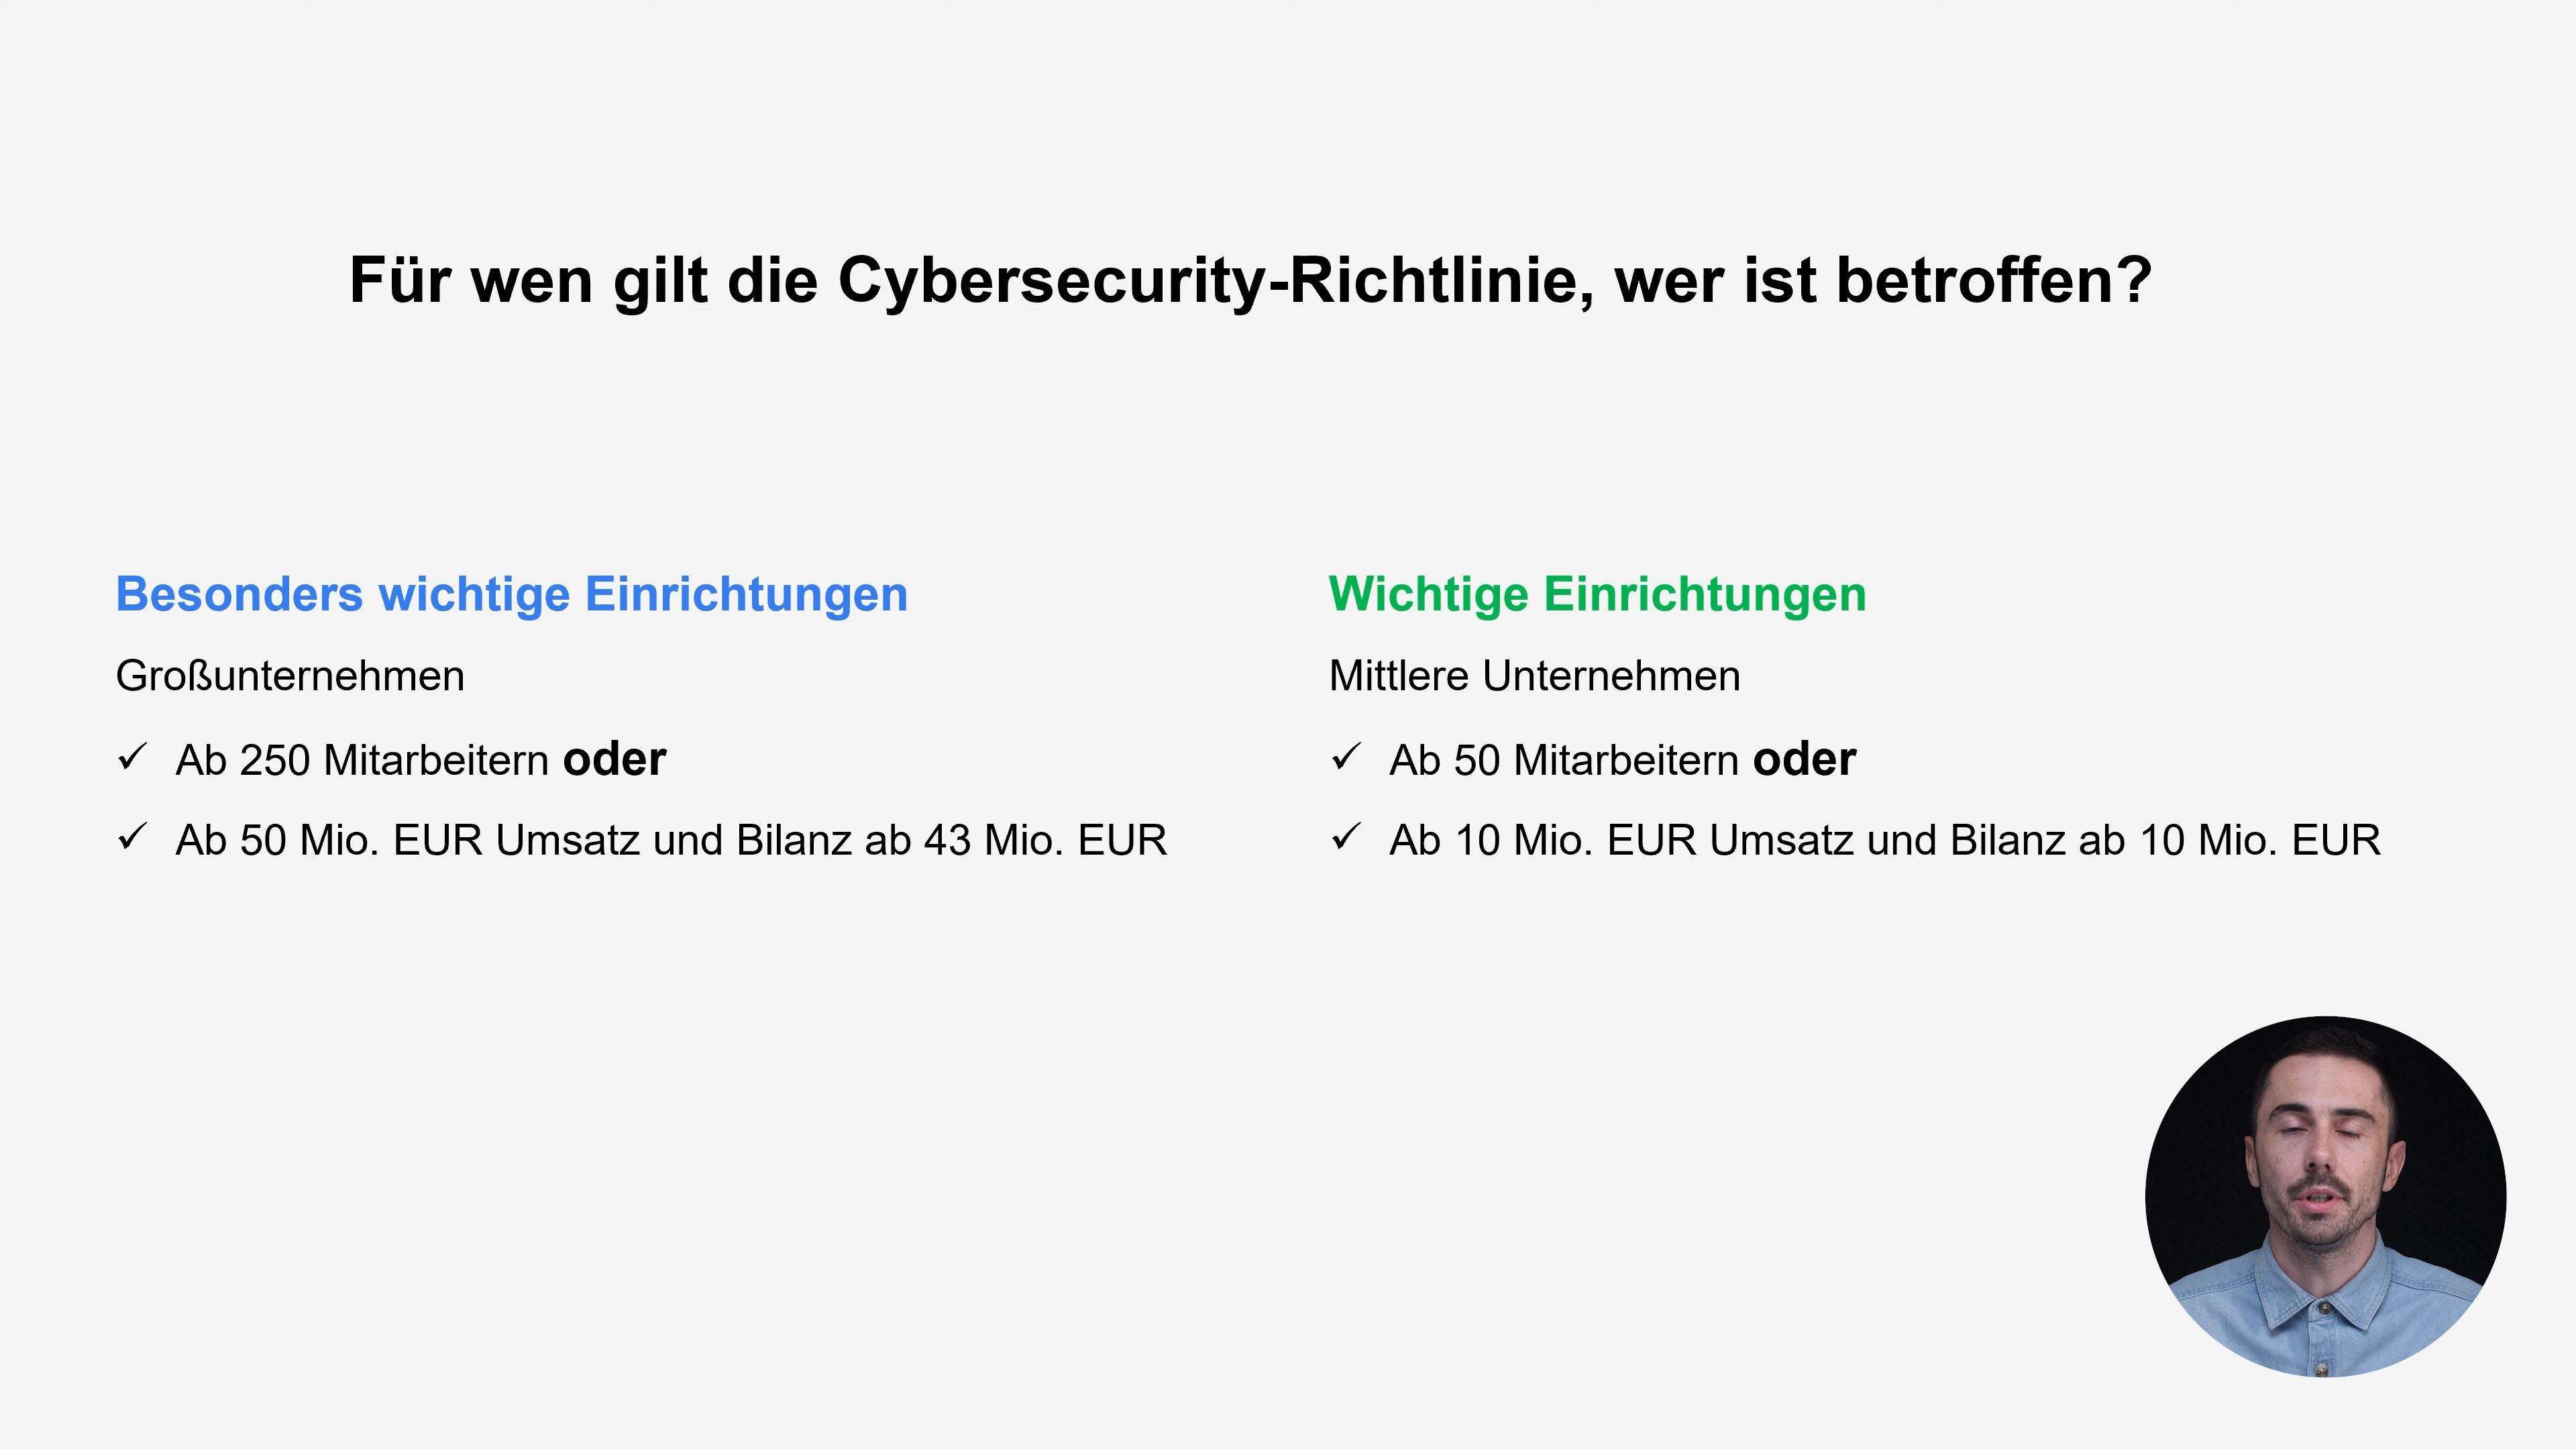 Für wen gilt die Cybersecurity-Richtlinie, wer ist betroffen?
Besonders wichtige Einrichtungen
Großunternehmen
✓ Ab 250 Mitarbeitern oder
✓ Ab 50 Mio. EUR Umsatz und Bilanz ab 43 Mio. EUR
Wichtige Einrichtungen
Mittlere Unternehmen
✓ Ab 50 Mitarbeitern oder
✓ Ab 10 Mio. EUR Umsatz und Bilanz ab 10 Mio. EUR